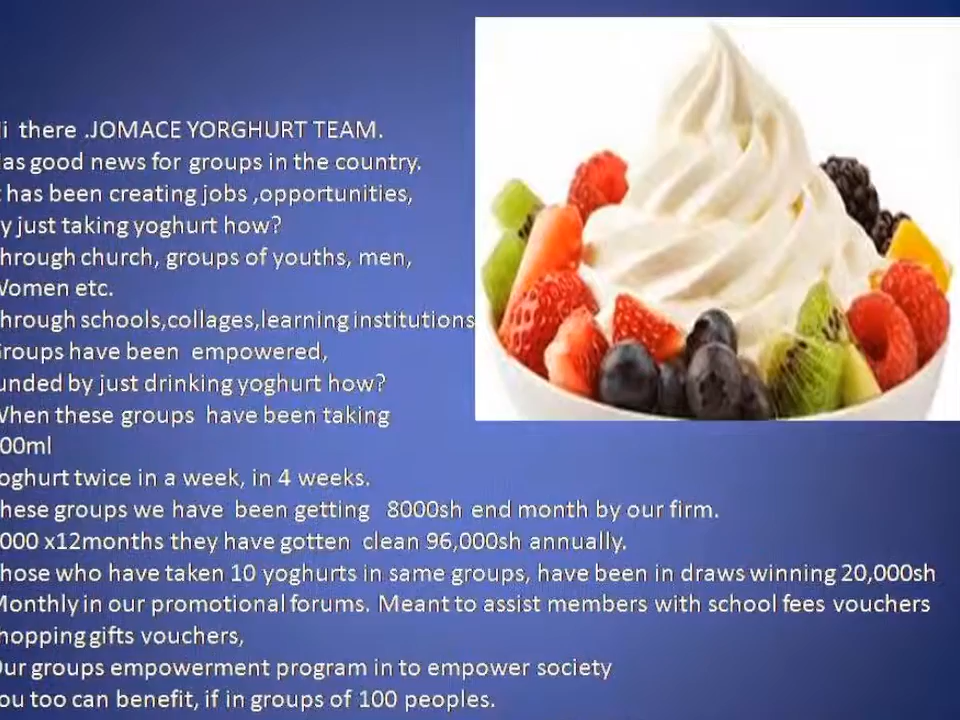 i there .JOMACE YORGHURT TEAM.
as good news for groups in the country.
t has been creating jobs ,opportunities,
y just taking yoghurt how?
hrough church, groups of youths, men,
Women etc.
hrough schools,collages,learning institutions
Groups have been empowered,
unded by just drinking yoghurt how?
When these groups have been taking
00ml
oghurt twice in a week, in 4 weeks.
hese groups we have been getting 8000sh end month by our firm.
000 x12months they have gotten clean 96,000sh annually.
hose who have taken 10 yoghurts in same groups, have been in draws winning 20,000sh
Monthly in our promotional forums. Meant to assist members with school fees vouchers
hopping gifts vouchers,
Our groups empowerment program in to empower society
ou too can benefit, if in groups of 100 peoples.